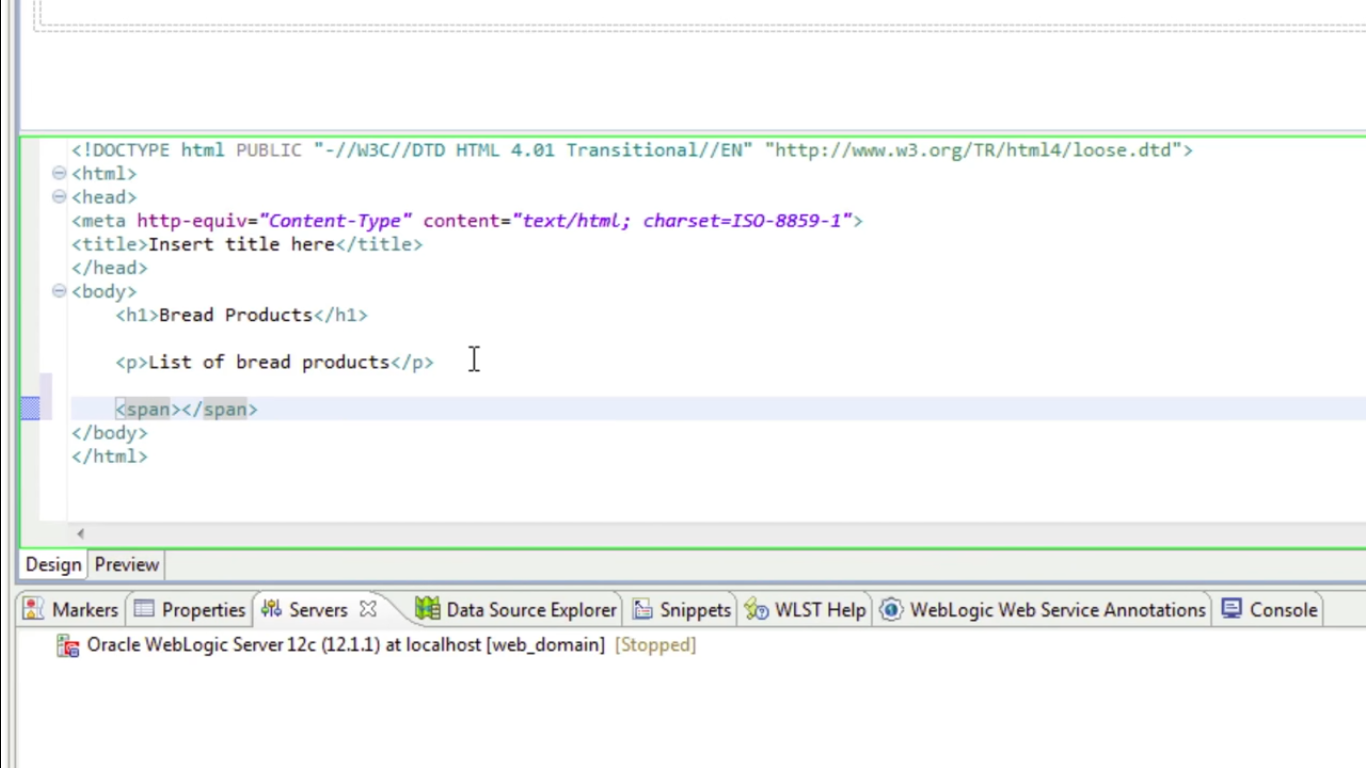 <!DOCTYPE html PUBLIC "-//W3C//DTD HTML 4.01 Transitional//EN" "http://www.w3.org/TR/html4/loose.dtd">
<html>
<head>
<meta http-equiv="Content-Type" content="text/html; charset=ISO-8859-1">
<title>Insert title here</title>
</head>
<body>
<h1>Bread Products</h1>
<p>List of bread products</p>
<span></span>
</body>
</html>
Design Preview
Markers Properties Servers Data Source Explorer Snippets WLST Help WebLogic Web Service Annotations Console
Oracle WebLogic Server 12c (12.1.1) at localhost [web_domain] [Stopped]